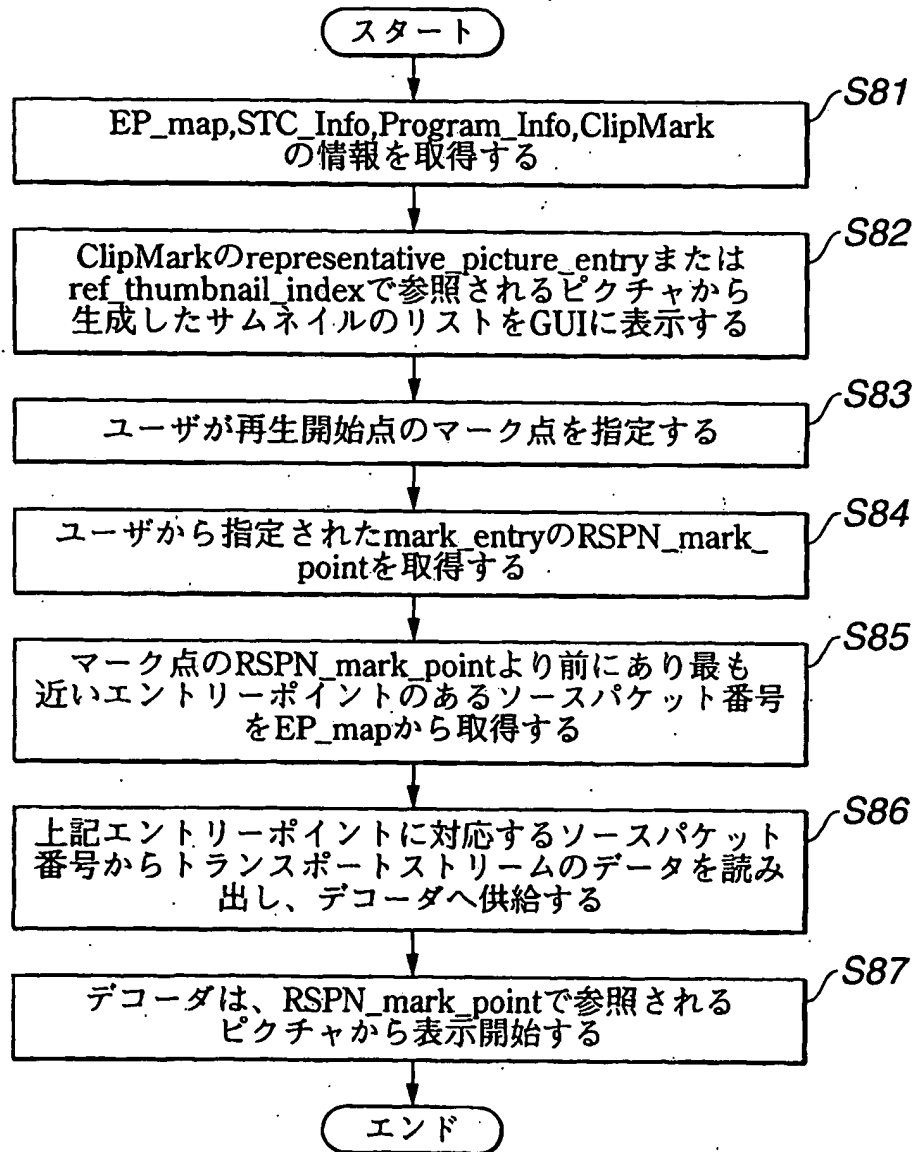 スタート
S81
EP_map,STC_Info,Program_Info,ClipMark
の情報を取得する
S82
ClipMarkのrepresentative_picture_entryまたは
ref_thumbnail_indexで参照されるピクチャから
生成したサムネイルのリストをGUIに表示する
S83
ユーザが再生開始点のマーク点を指定する
S84
ユーザから指定されたmark_entryのRSPN_mark_
pointを取得する
S85
マーク点のRSPN_mark_pointより前にあり最も
近いエントリーポイントのあるソースパケット番号
をEP_mapから取得する
S86
上記エントリーポイントに対応するソースパケット
番号からトランスポートストリームのデータを読み
出し、デコーダへ供給する
S87
デコーダは、RSPN_mark_pointで参照される
ピクチャから表示開始する
エンド